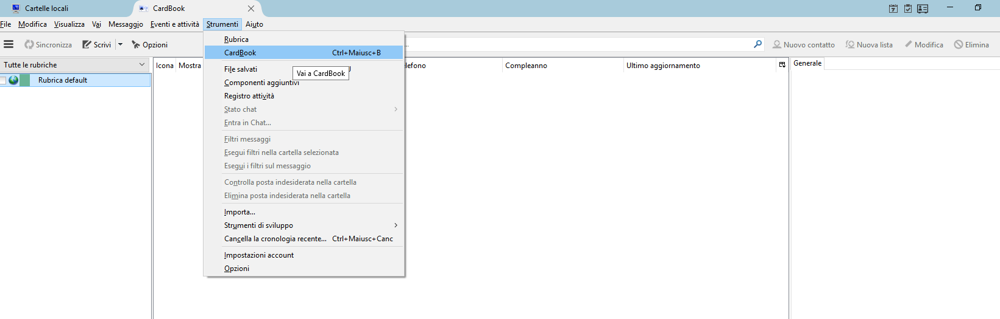 Cartelle locali
CardBook
7
File Modifica Visualizza Vai Messaggio Eventi e attività Strumenti Aiuto
Sincronizza Scrivi Opzioni
Nuovo contatto Nuova lista Modifica Elimina
Tutte le rubriche
Rubrica default
Icona Mostra
Compleanno Ultimo aggiornamento
Generale
Rubrica
CardBook Ctrl+Maiusc+B
File salvati
Vai a CardBook
Componenti aggiuntivi
Registro attività
Stato chat
Entra in Chat...
Filtri messaggi
Esegui filtri nella cartella selezionata
Esegui i filtri sul messaggio
Controlla posta indesiderata nella cartella
Elimina posta indesiderata nella cartella
Importa...
Strumenti di sviluppo
Cancella la cronologia recente... Ctrl+Maiusc+Canc
Impostazioni account
Opzioni